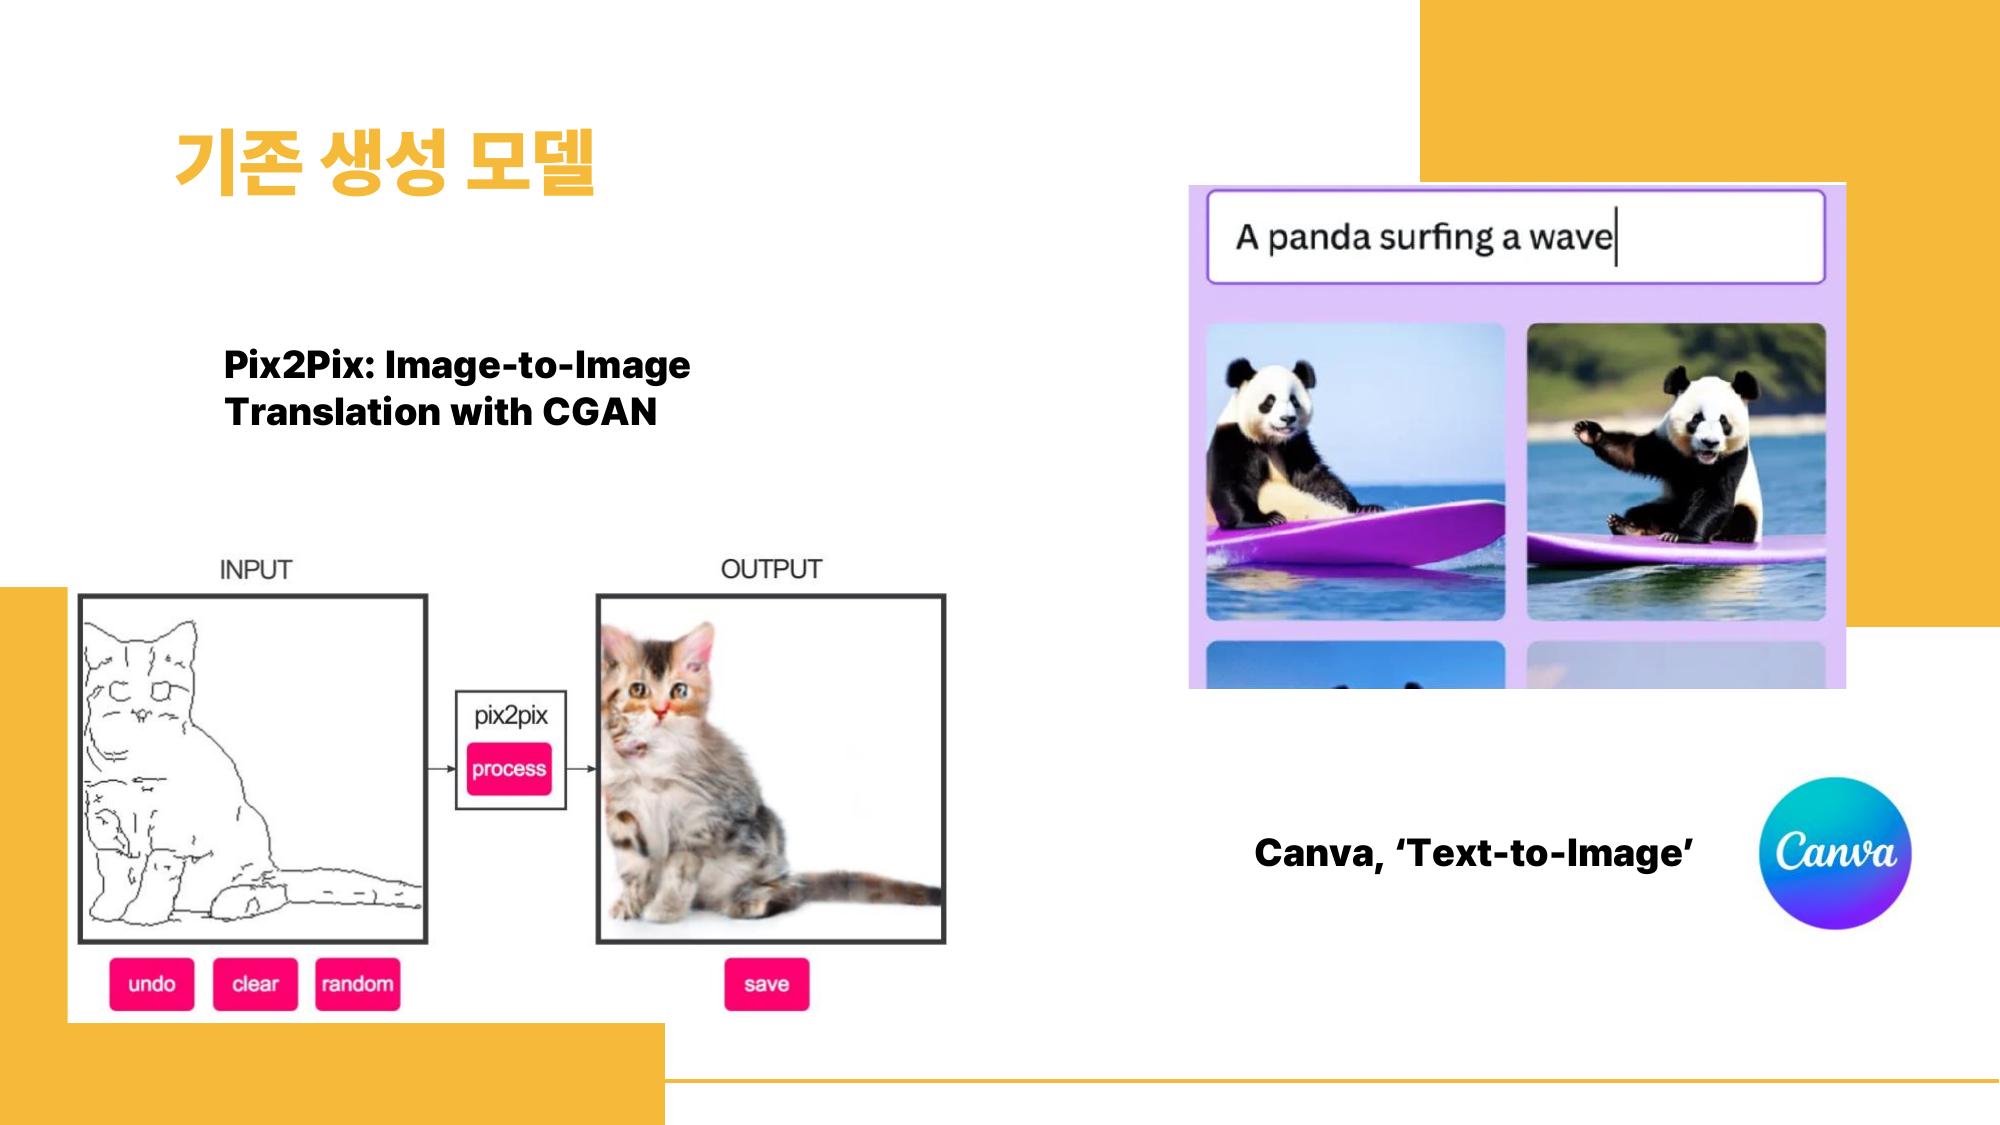 기존 생성 모델
Pix2Pix: Image-to-Image
Translation with CGAN
INPUT
OUTPUT
pix2pix
process
undo
clear
random
save
A panda surfing a wave
Canva, ‘Text-to-Image’
Canva